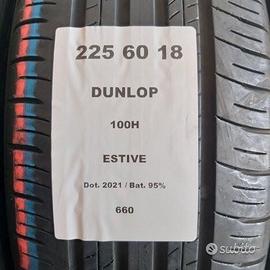 225 60 18
DUNLOP
100H
ESTIVE
Dot. 2021 / Bat. 95%
660
subito